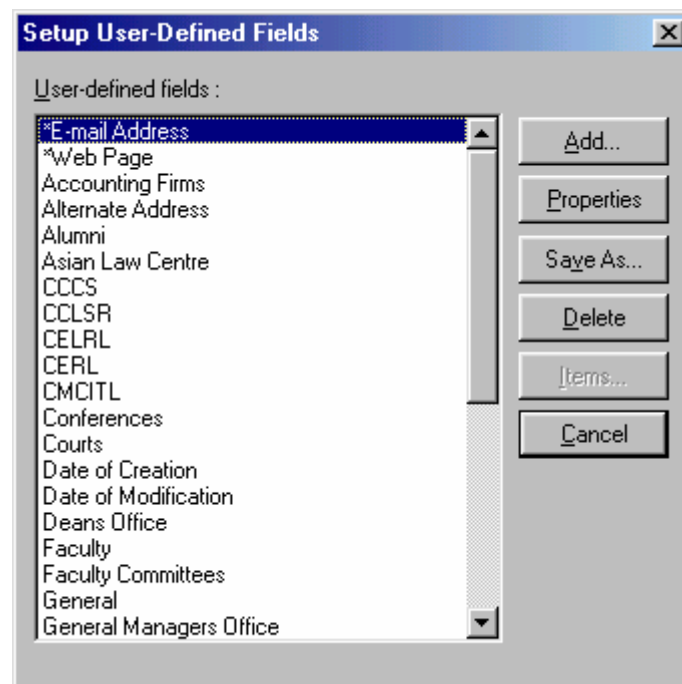 Setup User-Defined Fields
User-defined fields :
*E-mail Address
*Web Page
Accounting Firms
Alternate Address
Alumni
Asian Law Centre
CCCS
CCLSR
CELRL
CERL
CMCITL
Conferences
Courts
Date of Creation
Date of Modification
Deans Office
Faculty
Faculty Committees
General
General Managers Office
Add...
Properties
Save As...
Delete
Items...
Cancel